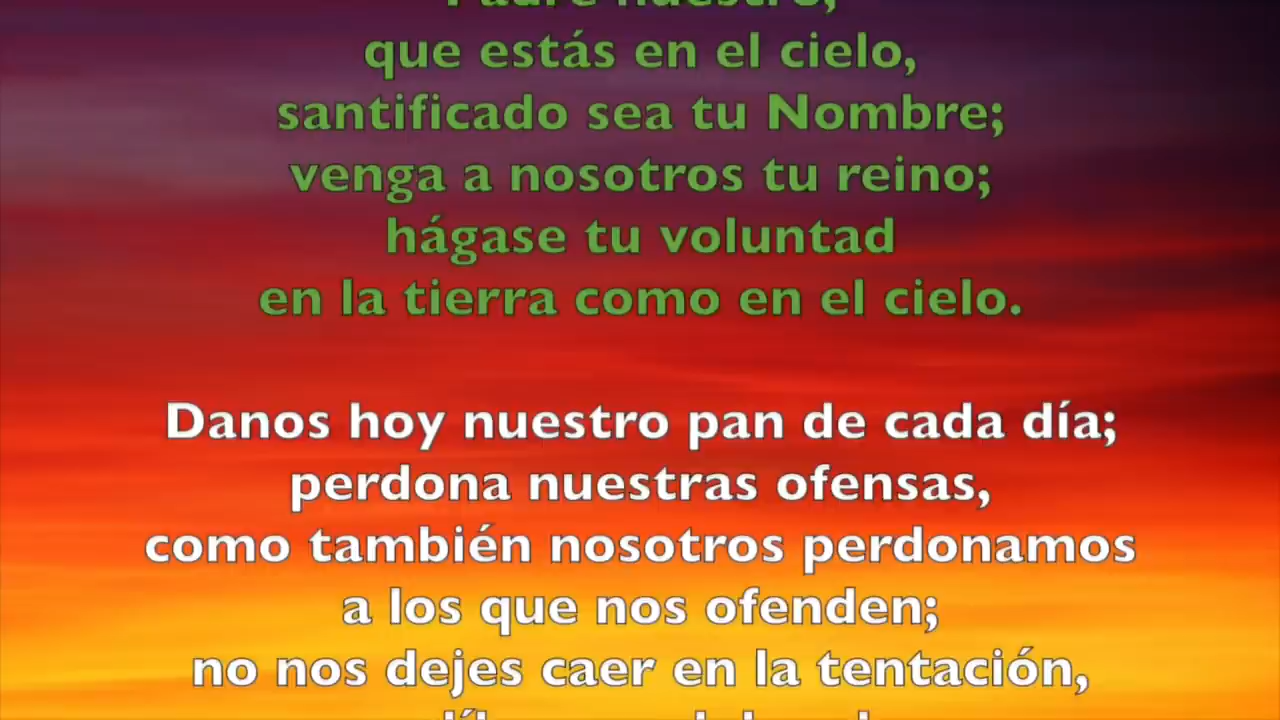 Padre nuestro,
que estás en el cielo,
santificado sea tu Nombre;
venga a nosotros tu reino;
hágase tu voluntad
en la tierra como en el cielo.
Danos hoy nuestro pan de cada día;
perdona nuestras ofensas,
como también nosotros perdonamos
a los que nos ofenden;
no nos dejes caer en la tentación,